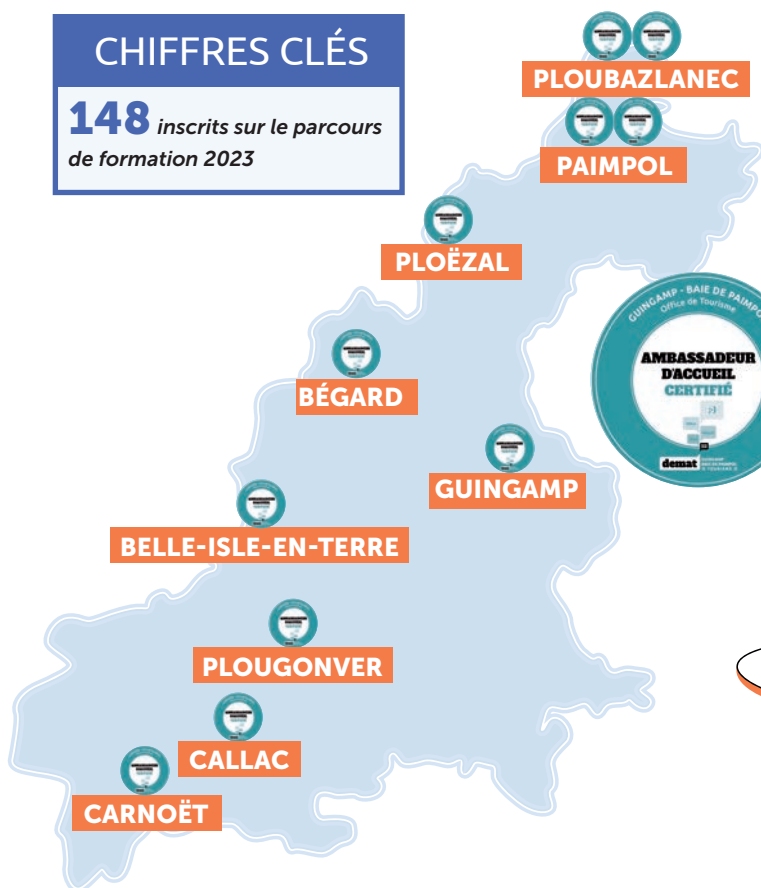 CHIFFRES CLÉS
148 inscrits sur le parcours
de formation 2023
PLOUBAZLANEC
PAIMPOL
PLOËZAL
GUINGAMP - BAIE DE PAIMPO
Office de Tourisme
AMBASSADEUR
D'ACCUEIL
CERTIFIÉ
demat
BÉGARD
GUINGAMP
BELLE-ISLE-EN-TERRE
PLOUGONVER
CALLAC
CARNOËT